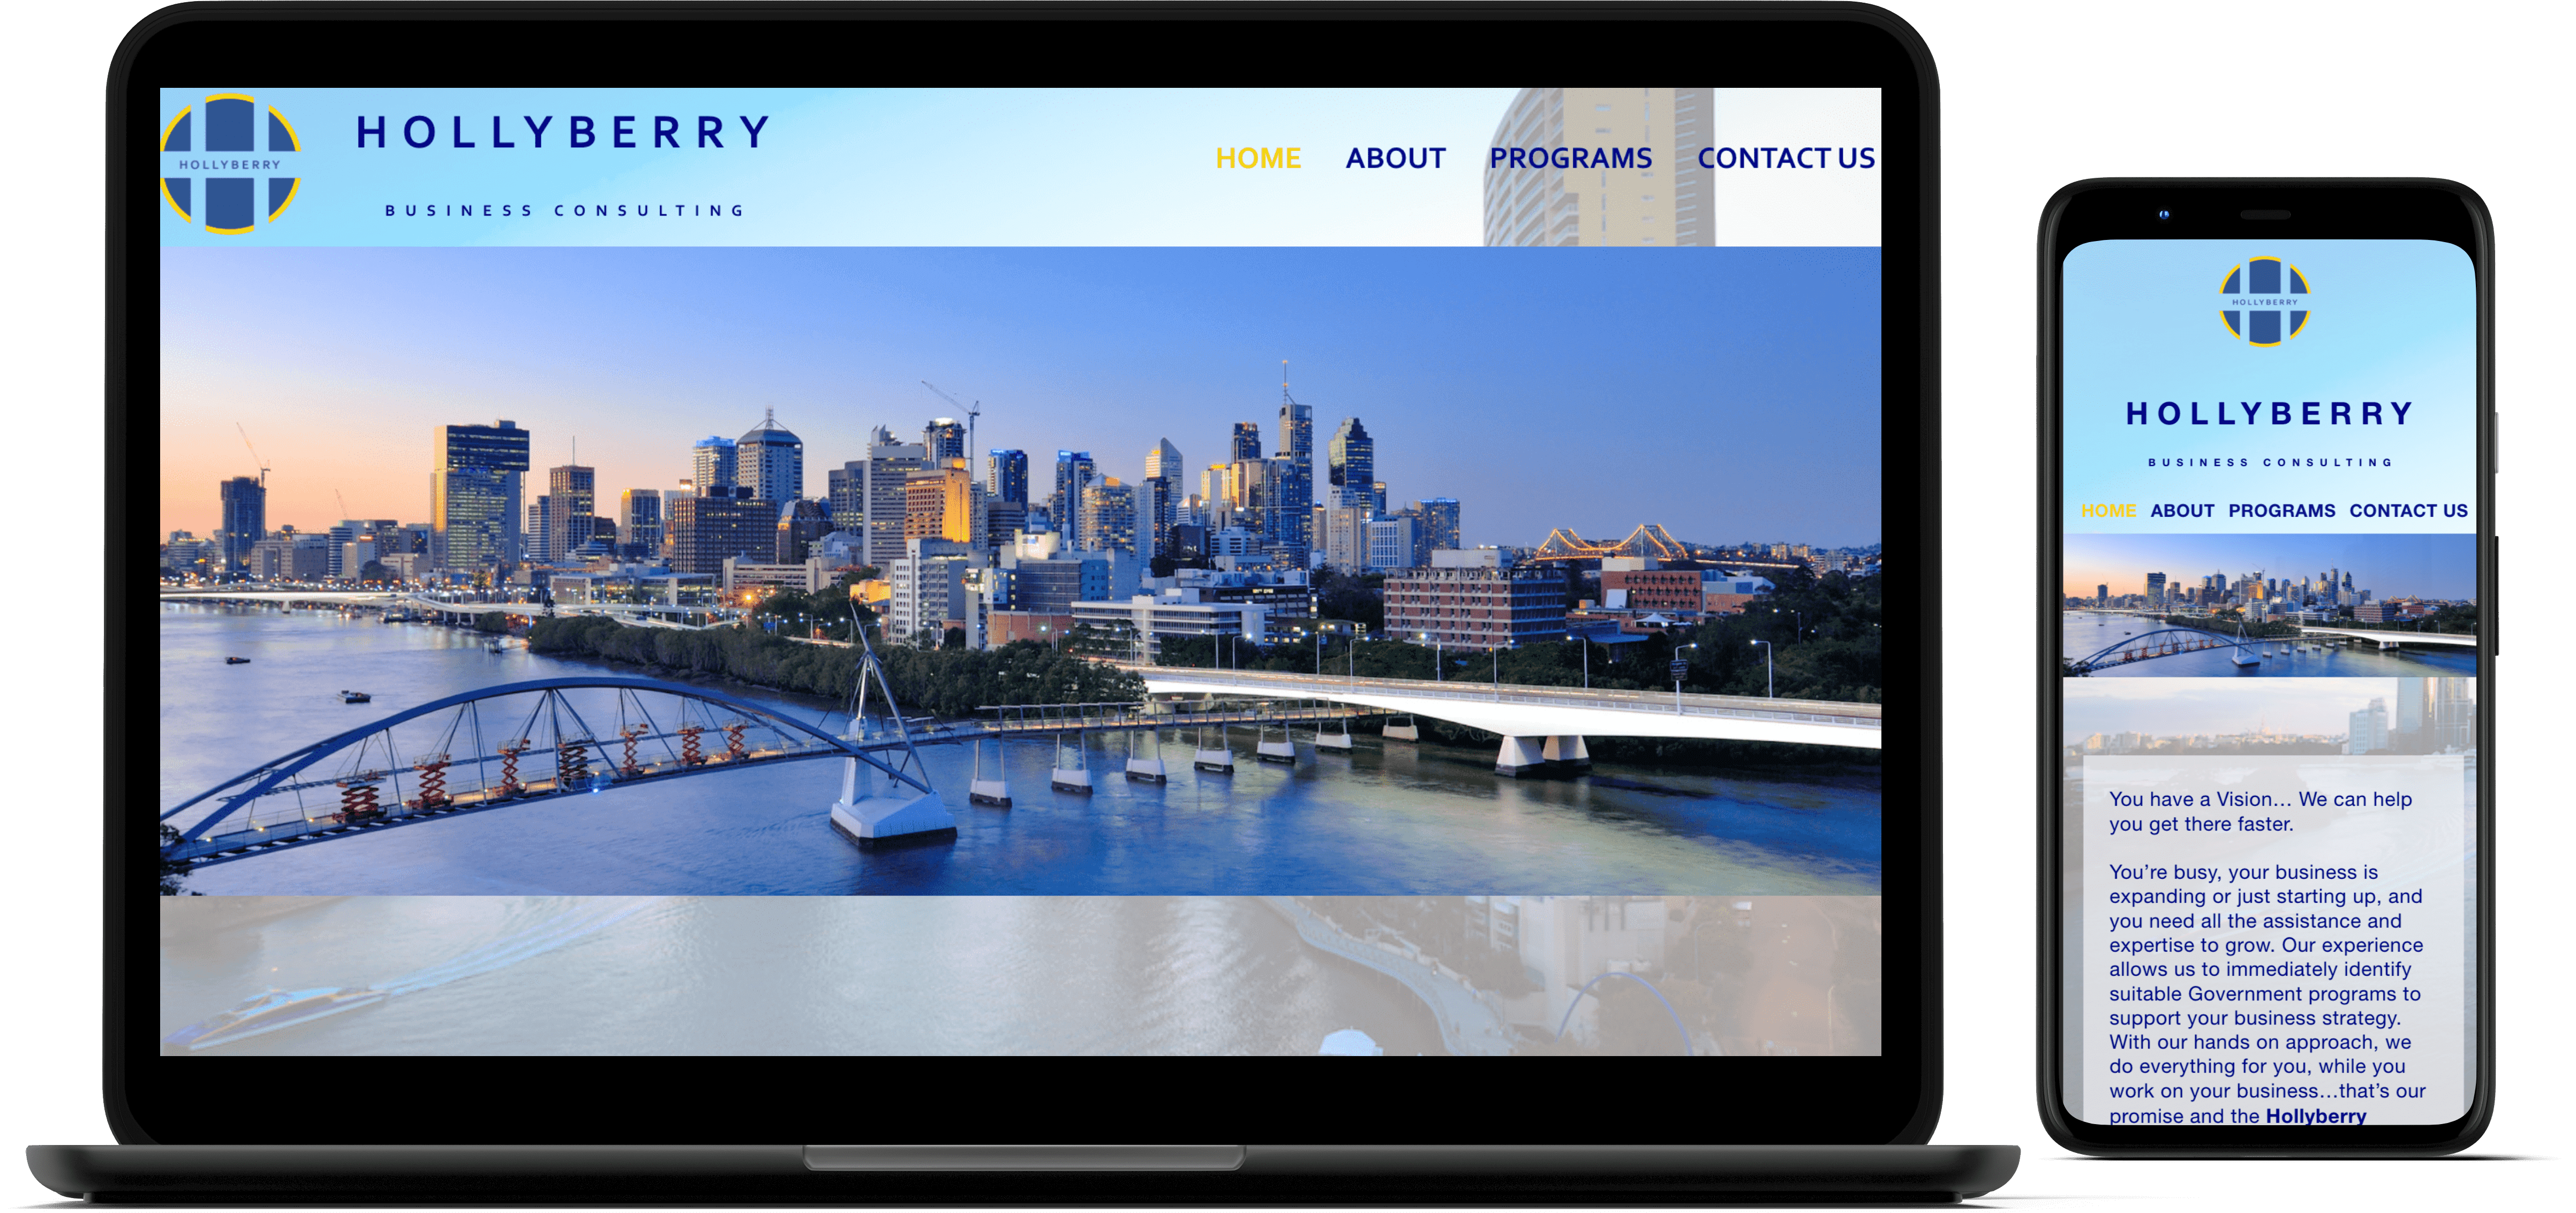 HOLLYBERRY
HOLLYBERRY
BUSINESS CONSULTING
HOME ABOUT PROGRAMS CONTACT US
HOLLYBERRY
HOLLYBERRY
BUSINESS CONSULTING
HOME ABOUT PROGRAMS CONTACT US
You have a Vision... We can help
you get there faster.
You're busy, your business is
expanding or just starting up, and
you need all the assistance and
expertise to grow. Our experience
allows us to immediately identify
suitable Government programs to
support your business strategy.
With our hands on approach, we
do everything for you, while you
work on your business...that's our
promise and the Hollyberry